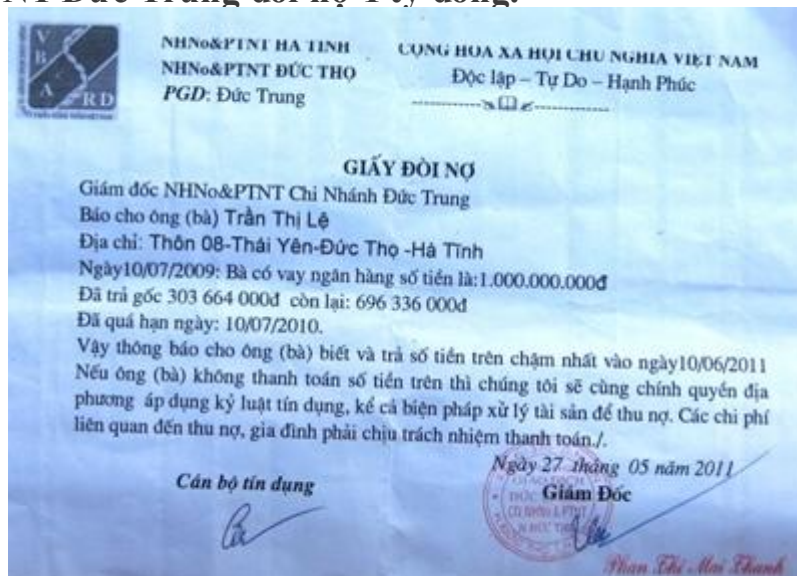 Đức Trung đòi nợ 1 tỷ đồng.
V
B
A
RD
NHNo&PTNT HA TINH
NHNo&PTNT ĐỨC THỌ
PGD: Đức Trung
CỘNG HOA XA HỌI CHU NGHIA VIỆT NAM
Độc lập – Tự Do – Hạnh Phúc
GIẤY ĐÒI NỢ
Giám đốc NHNo&PTNT Chi Nhánh Đức Trung
Báo cho ông (bà) Trần Thị Lệ
Địa chỉ: Thôn 08-Thái Yên-Đức Thọ -Hà Tĩnh
Ngày10/07/2009: Bà có vay ngân hàng số tiền là:1.000.000.000đ
Đã trả gốc 303 664 000đ còn lại: 696 336 000đ
Đã quá hạn ngày: 10/07/2010.
Vậy thông báo cho ông (bà) biết và trả số tiền trên chậm nhất vào ngày10/06/2011
Nếu ông (bà) không thanh toán số tiền trên thì chúng tôi sẽ cùng chính quyền địa
phương áp dụng kỷ luật tín dụng, kể cả biện pháp xử lý tài sản để thu nợ. Các chi phí
liên quan đến thu nợ, gia đình phải chịu trách nhiệm thanh toán./.
Ngày 27 tháng 05 năm 2011
Cán bộ tín dụng
Giám Đốc
Phan Thi Mai Thanh